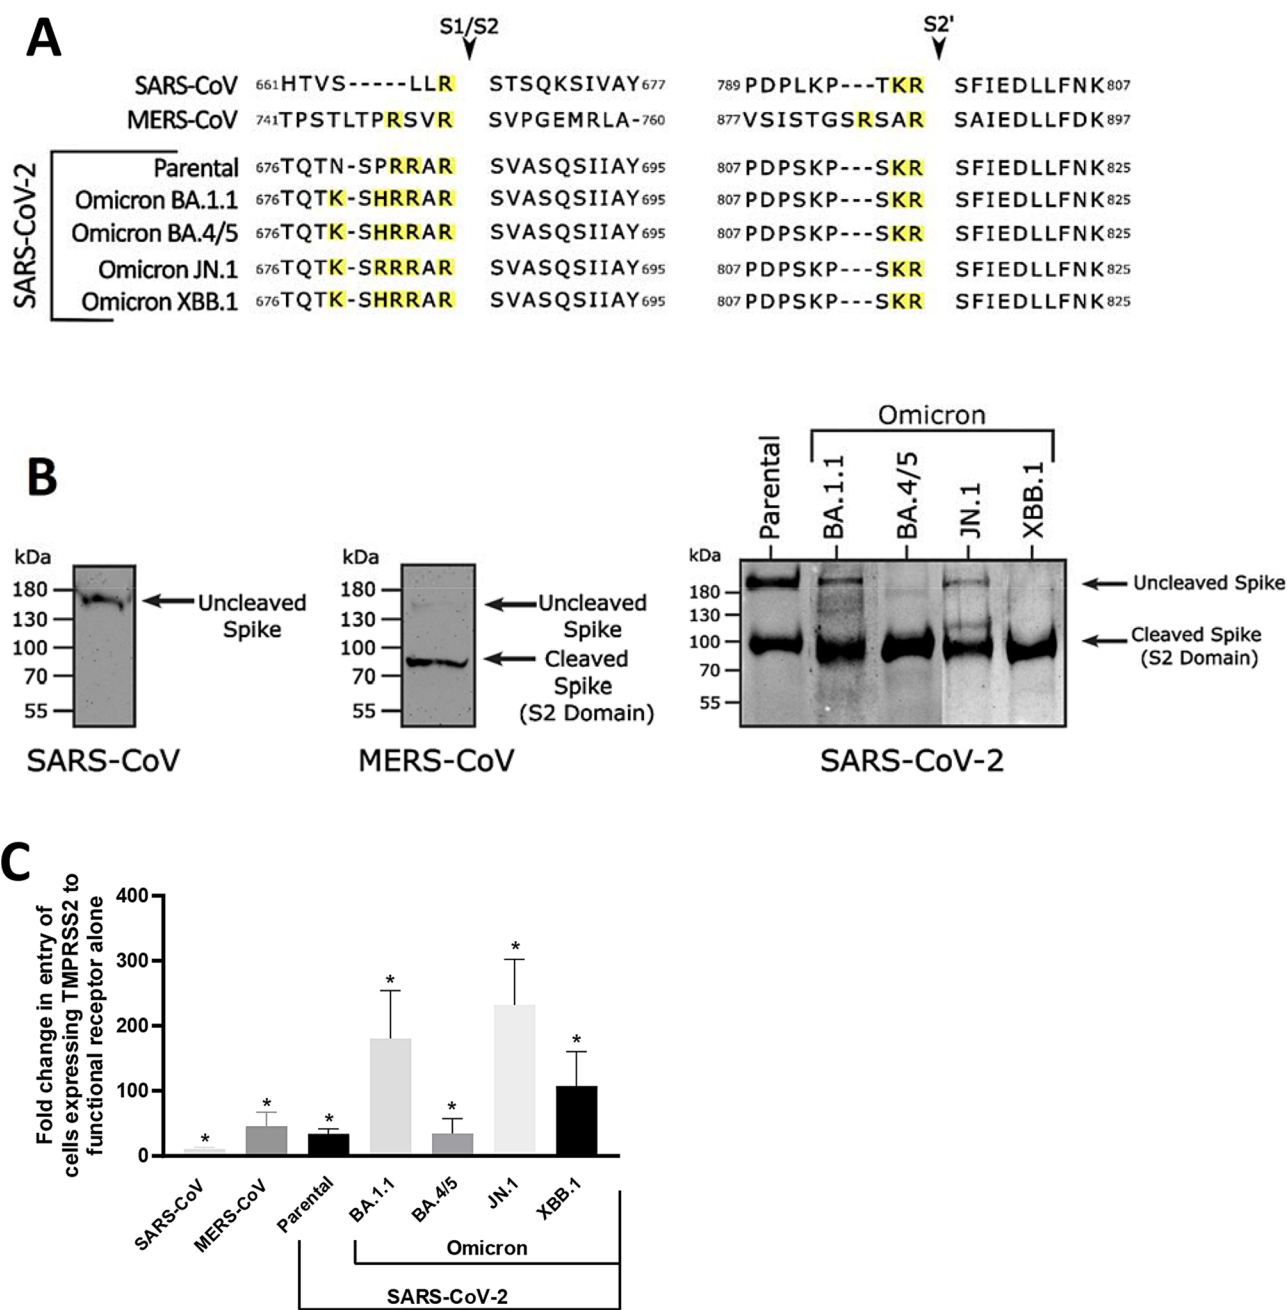 A
S1/S2 S2'
SARS-CoV 661 HTVS-----LLR STSQKSIVAY 677 789 PDPLKP---TKR SFIEDLLFNK 807
MERS-CoV 741 TPSTLTPRSVR SVPGEMRLA- 760 877 VSISTGSRSAR SAIEDLLFDK 897
SARS-CoV-2
Parental 676 TQTN-SPRRAR SVASQSIIAY 695 807 PDPSKP---SKR SFIEDLLFNK 825
Omicron BA.1.1 676 TQTK-SHRRAR SVASQSIIAY 695 807 PDPSKP---SKR SFIEDLLFNK 825
Omicron BA.4/5 676 TQTK-SHRRAR SVASQSIIAY 695 807 PDPSKP---SKR SFIEDLLFNK 825
Omicron JN.1 676 TQTK-SRRRAR SVASQSIIAY 695 807 PDPSKP---SKR SFIEDLLFNK 825
Omicron XBB.1 676 TQTK-SHRRAR SVASQSIIAY 695 807 PDPSKP---SKR SFIEDLLFNK 825
B
kDa
180
130
100
70
55
Uncleaved
Spike
SARS-CoV
kDa
180
130
100
70
55
Uncleaved
Spike
Cleaved
Spike
(S2 Domain)
MERS-CoV
Omicron
Parental
BA.1.1
BA.4/5
JN.1
XBB.1
kDa
180
130
100
70
55
Uncleaved Spike
Cleaved Spike
(S2 Domain)
SARS-CoV-2
C
Fold change in entry of
cells expressing TMPRSS2 to
functional receptor alone
400
300
200
100
0
* * * * * * *
SARS-CoV
MERS-CoV
Parental
BA.1.1
BA.4/5
JN.1
XBB.1
Omicron
SARS-CoV-2